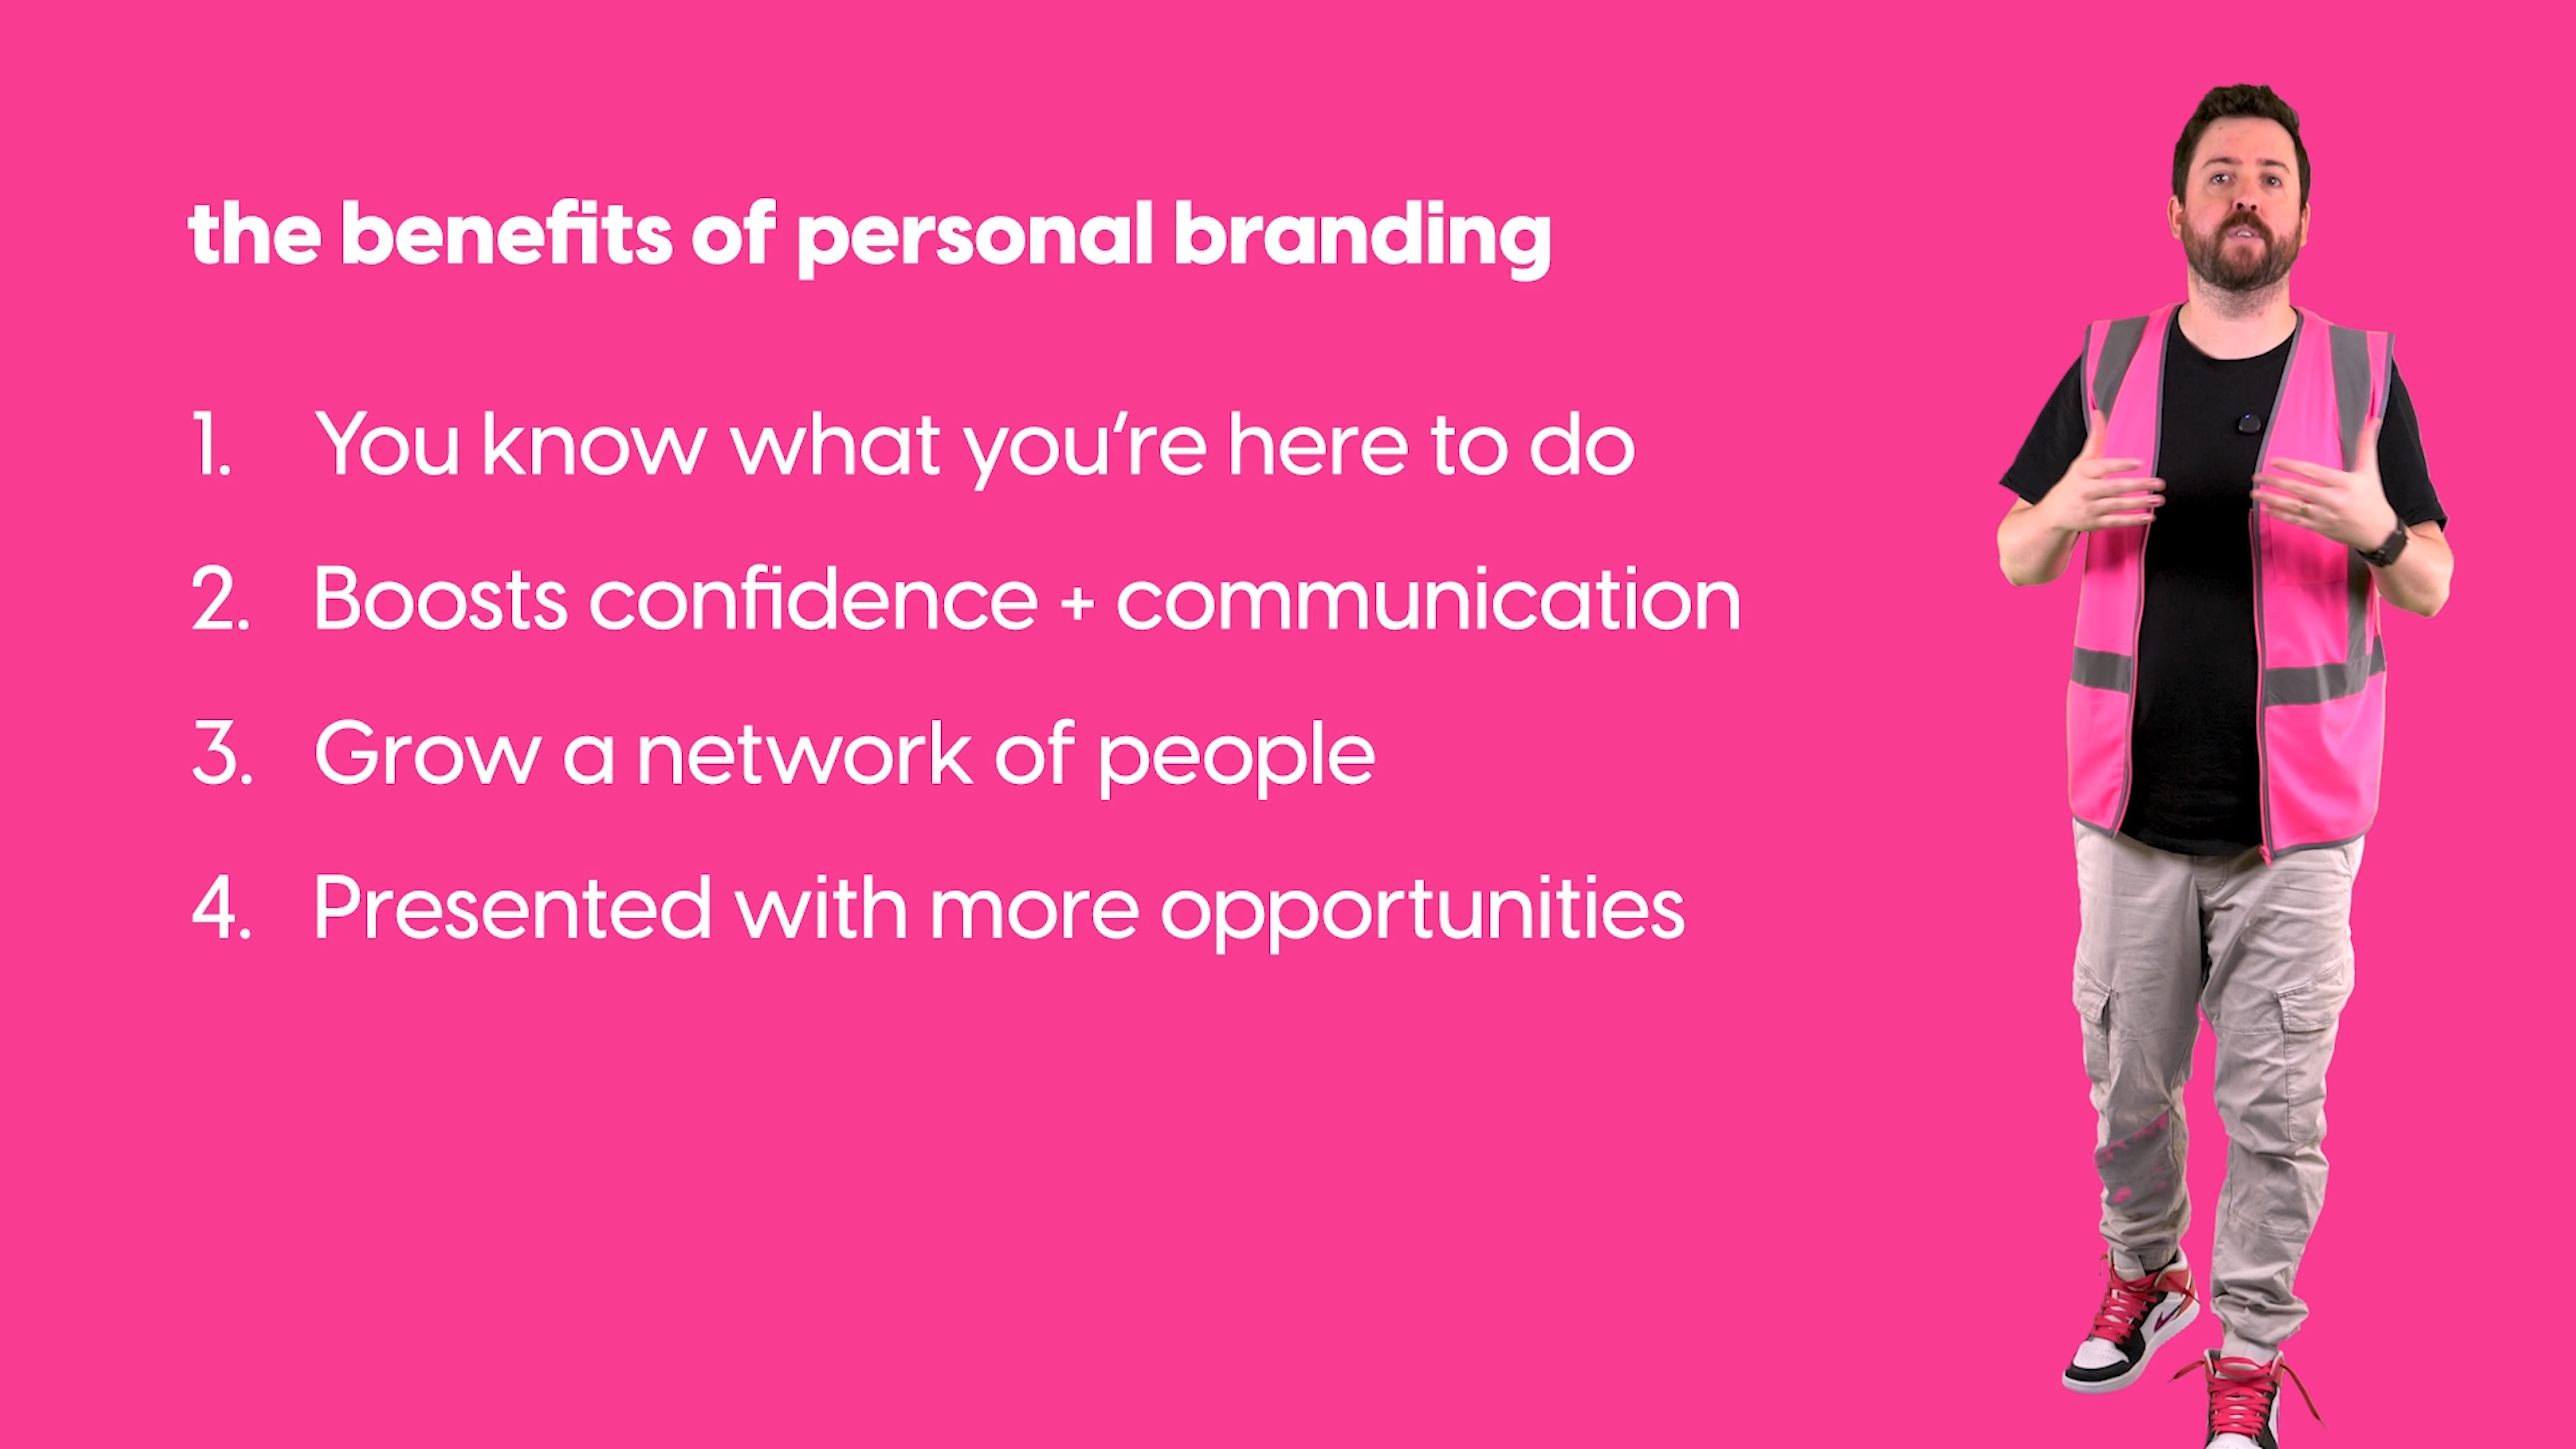 the benefits of personal branding
1. You know what you're here to do
2. Boosts confidence + communication
3. Grow a network of people
4. Presented with more opportunities